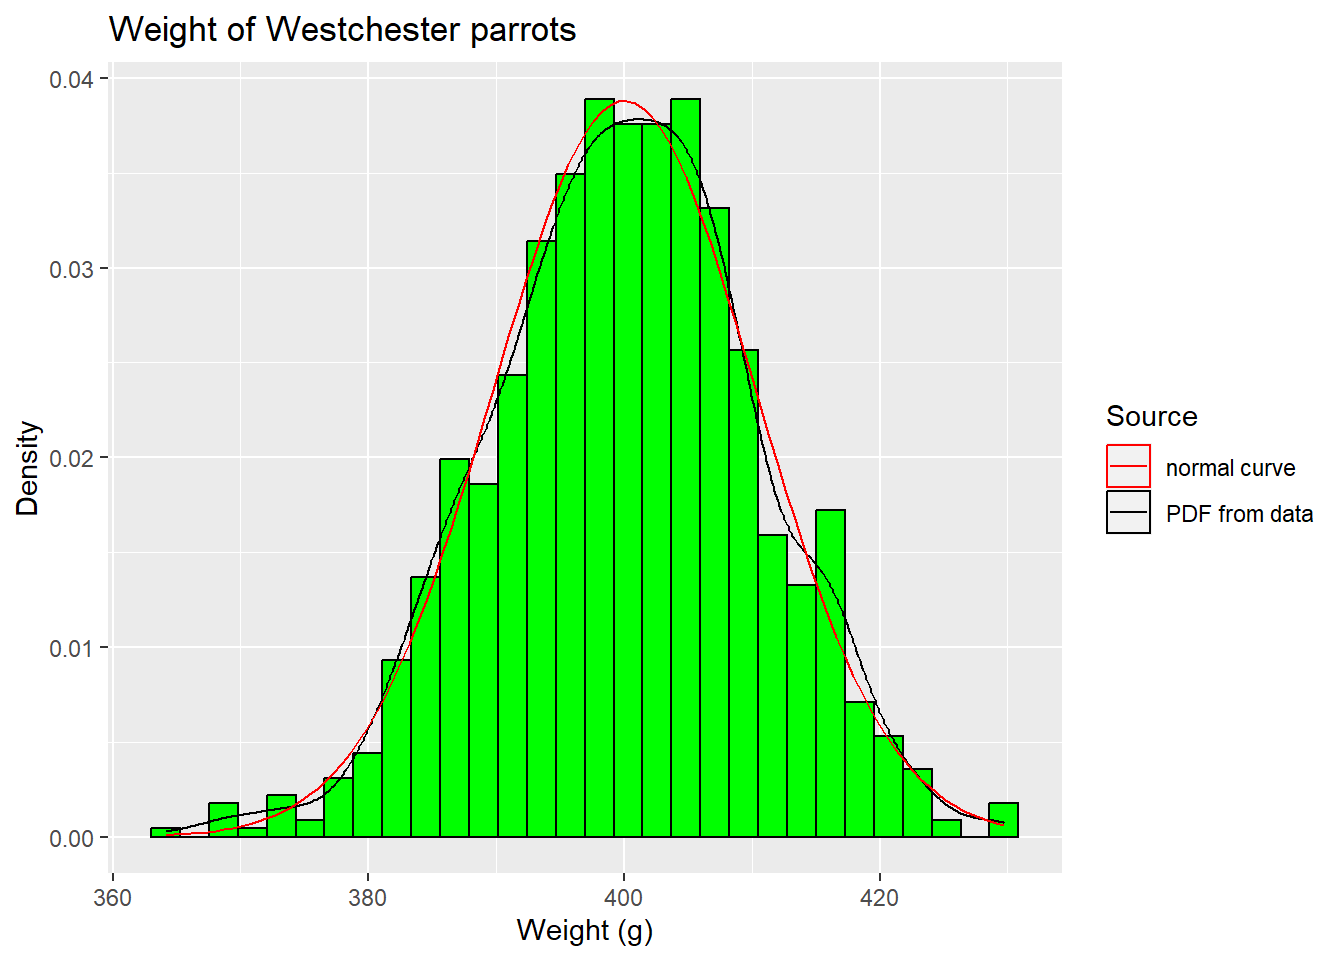 Weight of Westchester parrots
0.04
0.03
0.02
0.01
0.00
Density
360
380
400
420
Weight (g)
Source
normal curve
PDF from data